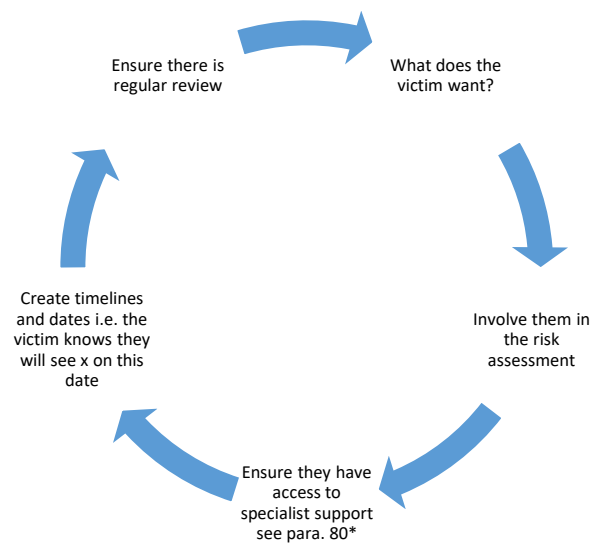 Ensure there is
regular review
What does the
victim want?
Involve them in
the risk
assessment
Ensure they have
access to
specialist support
see para. 80*
Create timelines
and dates i.e. the
victim knows they
will see x on this
date